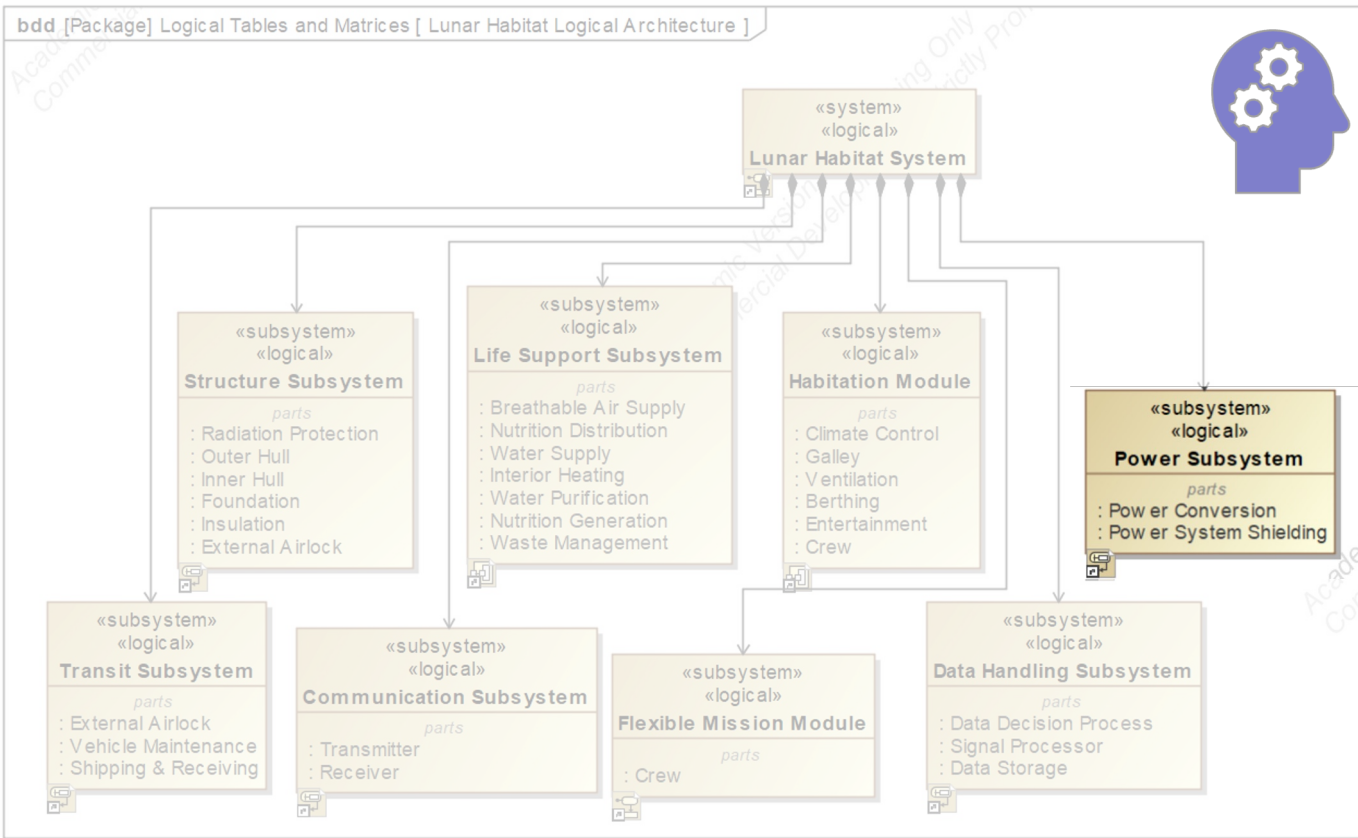 bdd [Package] Logical Tables and Matrices [ Lunar Habitat Logical Architecture ]
«system»
«logical»
Lunar Habitat System
«subsystem»
«logical»
Structure Subsystem
parts
: Radiation Protection
: Outer Hull
: Inner Hull
: Foundation
: Insulation
: External Airlock
«subsystem»
«logical»
Life Support Subsystem
parts
: Breathable Air Supply
: Nutrition Distribution
: Water Supply
: Interior Heating
: Water Purification
: Nutrition Generation
: Waste Management
«subsystem»
«logical»
Habitation Module
parts
: Climate Control
: Galley
: Ventilation
: Berthing
: Entertainment
: Crew
«subsystem»
«logical»
Power Subsystem
parts
: Power Conversion
: Power System Shielding
«subsystem»
«logical»
Transit Subsystem
parts
: External Airlock
: Vehicle Maintenance
: Shipping & Receiving
«subsystem»
«logical»
Communication Subsystem
parts
: Transmitter
: Receiver
«subsystem»
«logical»
Flexible Mission Module
parts
: Crew
«subsystem»
«logical»
Data Handling Subsystem
parts
: Data Decision Process
: Signal Processor
: Data Storage